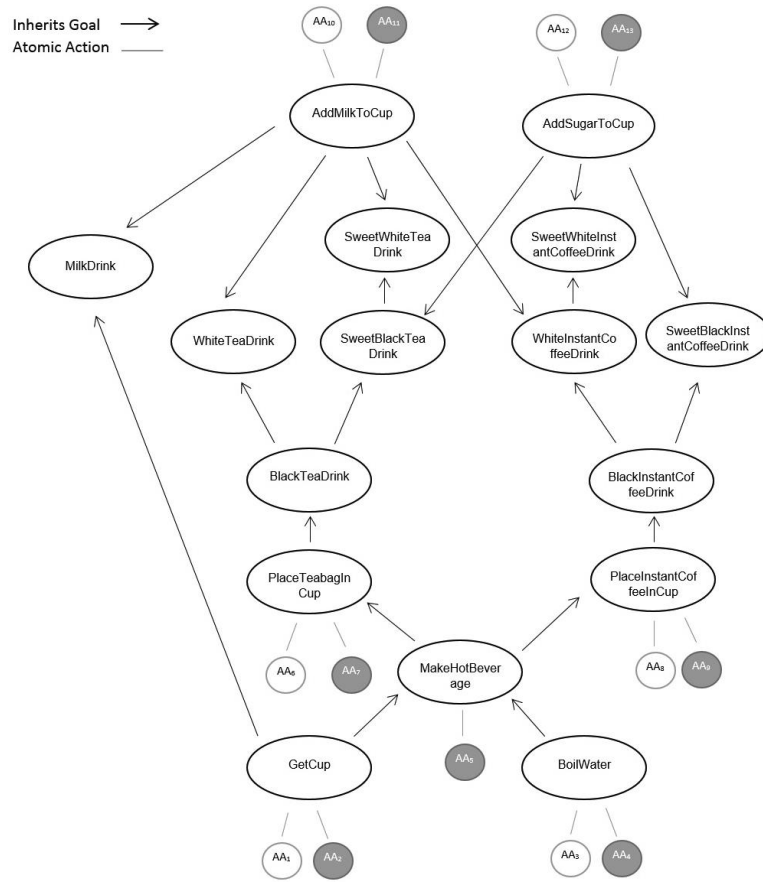 Inherits Goal
Atomic Action
AA10
AA11
AA12
AA13
AddMilkToCup
AddSugarToCup
SweetWhiteTea
Drink
SweetWhiteInst
antCoffeeDrink
MilkDrink
WhiteTeaDrink
SweetBlackTea
Drink
WhiteInstantCo
ffeeDrink
SweetBlackInst
antCoffeeDrink
BlackTeaDrink
BlackInstantCof
feeDrink
PlaceTeabagIn
Cup
PlaceInstantCof
feeInCup
AA6
AA7
MakeHotBever
age
AA8
AA9
GetCup
AA5
BoilWater
AA1
AA2
AA3
AA4